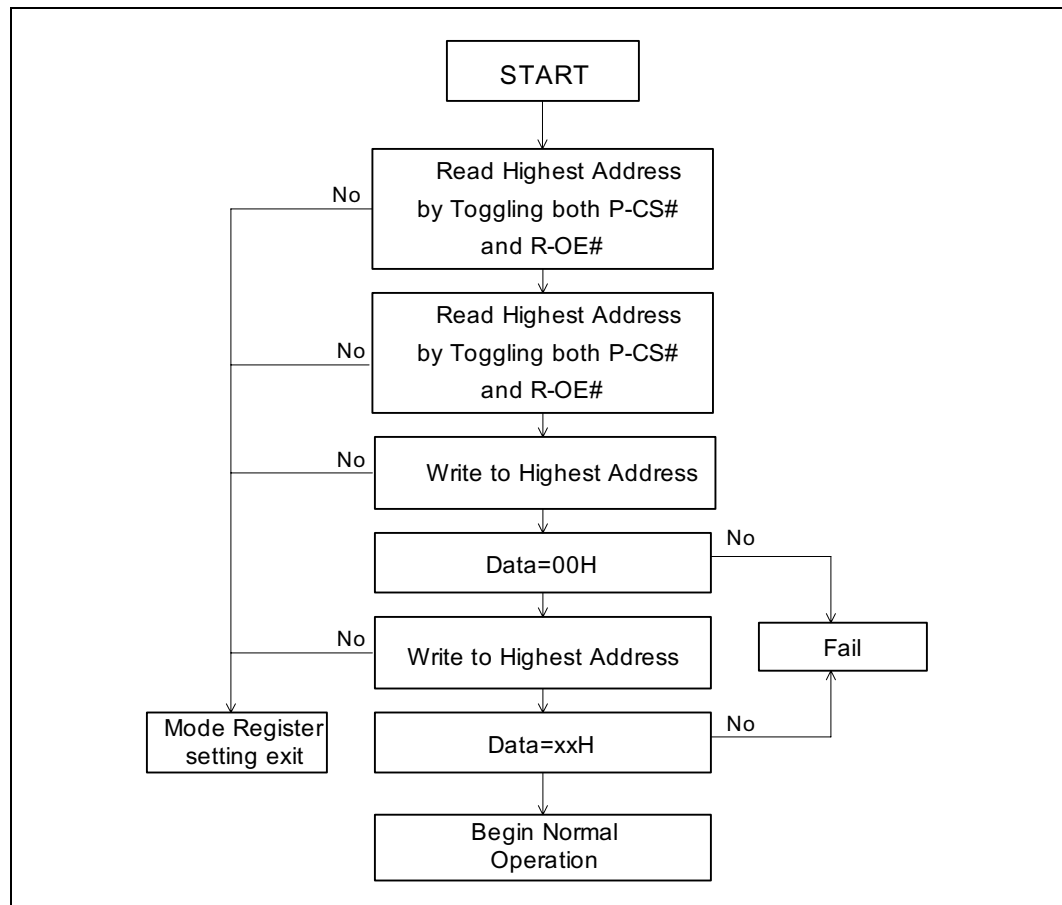 START
Read Highest Address
by Toggling both P-CS#
and R-OE#
No
Read Highest Address
by Toggling both P-CS#
and R-OE#
No
Write to Highest Address
No
Data=00H
No
Write to Highest Address
No
Fail
Data=xxH
No
Mode Register
setting exit
Begin Normal
Operation